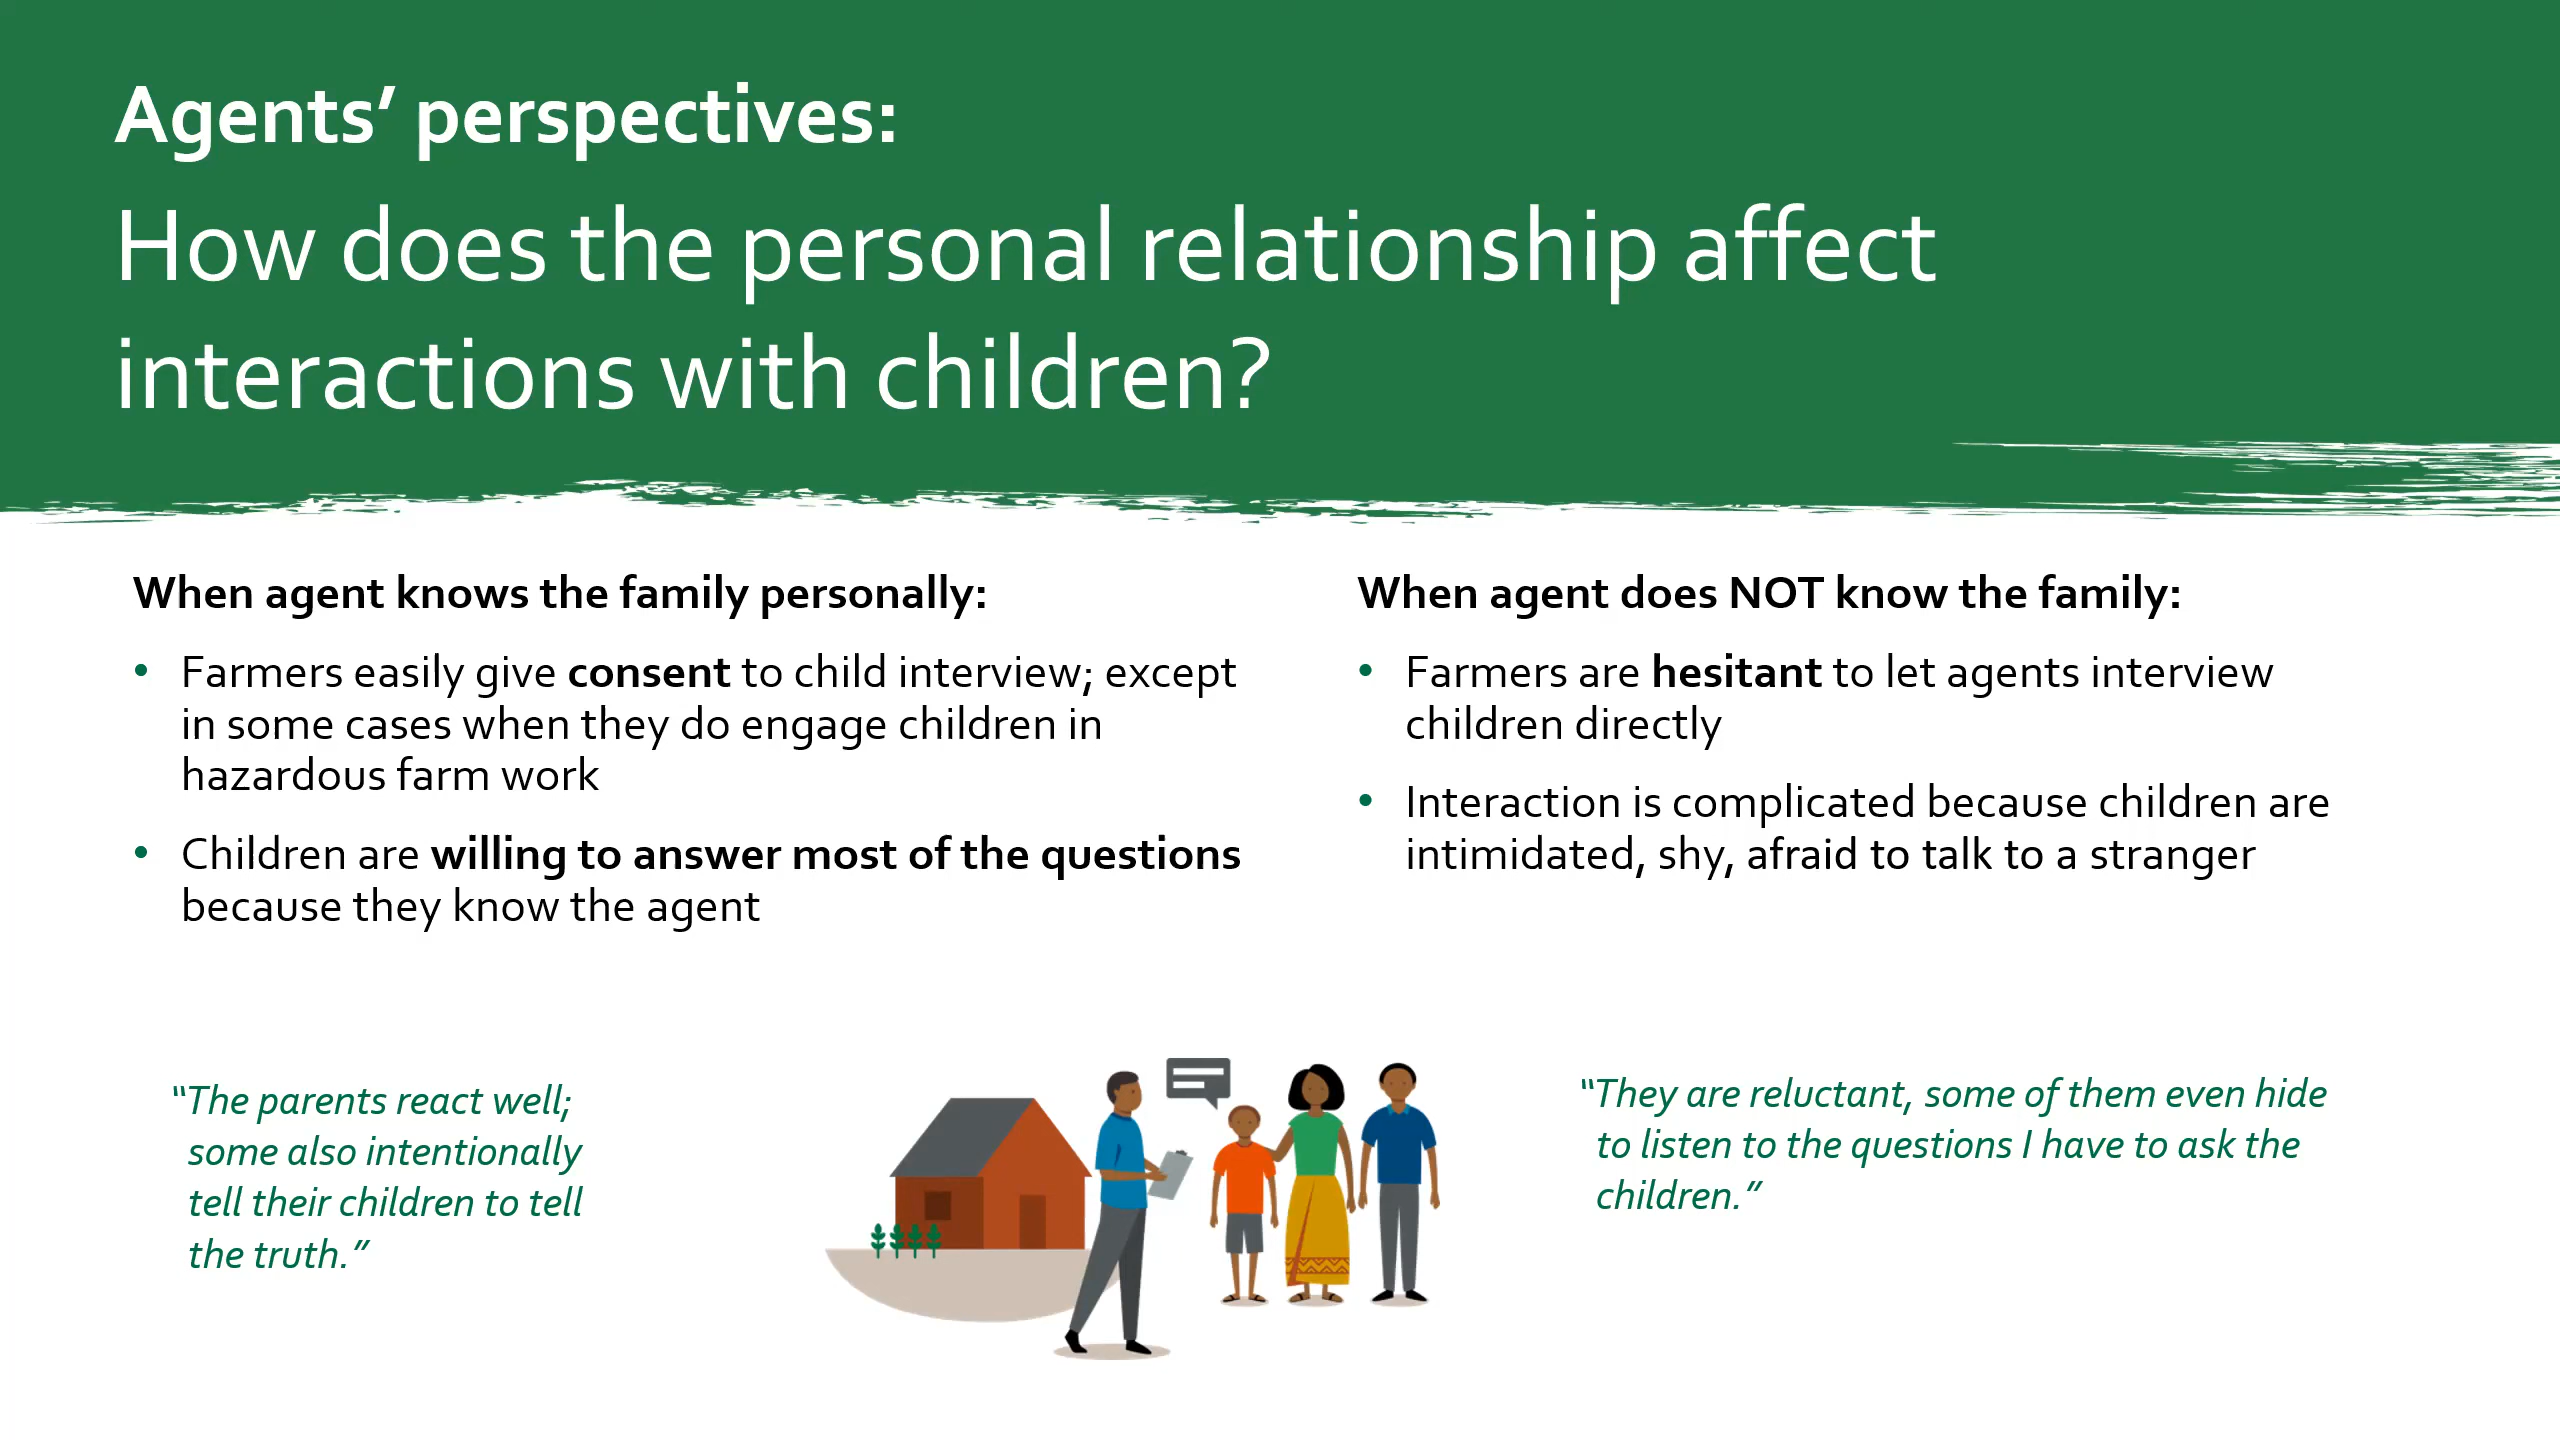 Agents’ perspectives:
How does the personal relationship affect
interactions with children?
When agent knows the family personally:
• Farmers easily give consent to child interview; except
in some cases when they do engage children in
hazardous farm work
• Children are willing to answer most of the questions
because they know the agent
When agent does NOT know the family:
• Farmers are hesitant to let agents interview
children directly
• Interaction is complicated because children are
intimidated, shy, afraid to talk to a stranger
“The parents react well;
some also intentionally
tell their children to tell
the truth.”
“They are reluctant, some of them even hide
to listen to the questions I have to ask the
children.”